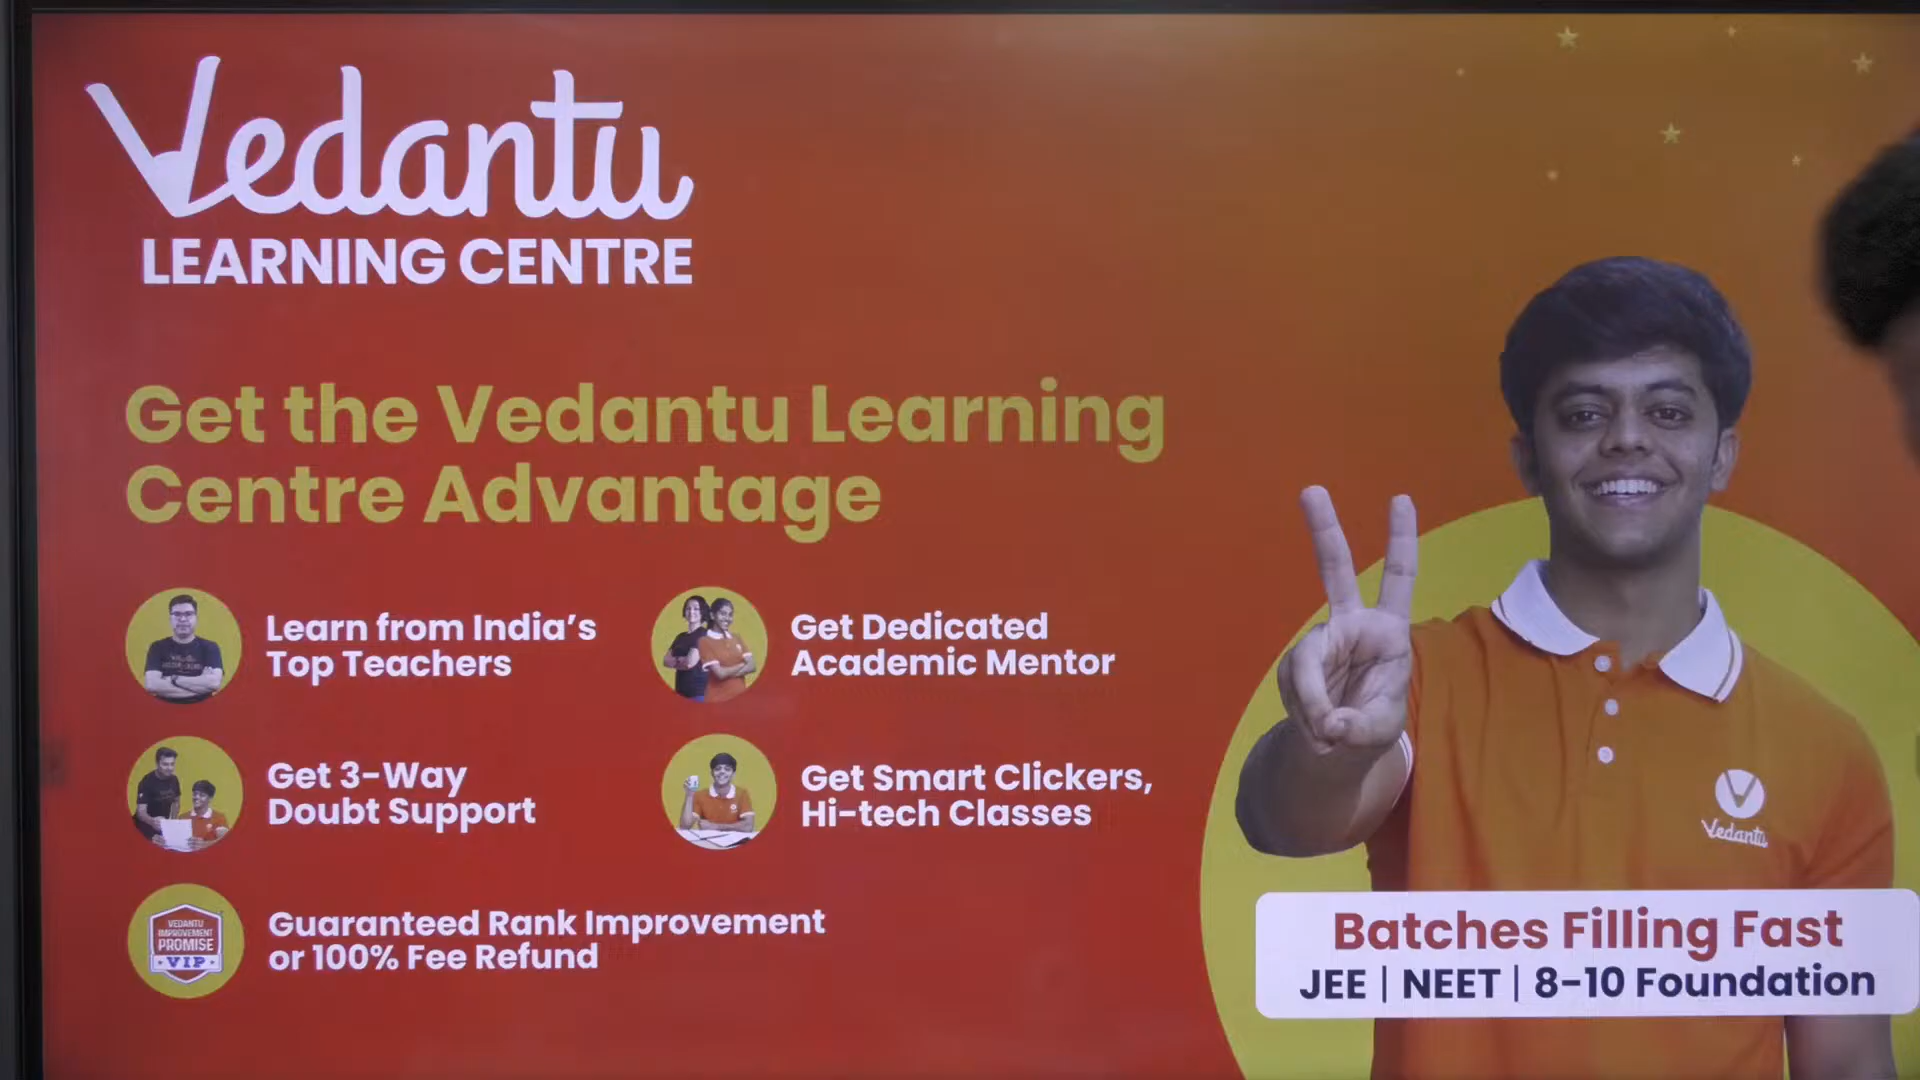 Vedantu
LEARNING CENTRE
Get the Vedantu Learning
Centre Advantage
Learn from India's
Top Teachers
Get Dedicated
Academic Mentor
Get 3-Way
Doubt Support
Get Smart Clickers,
Hi-tech Classes
VEDANTU
IMPROVEMENT
PROMISE
VIP
Guaranteed Rank Improvement
or 100% Fee Refund
Vedantu
Batches Filling Fast
JEE | NEET | 8-10 Foundation